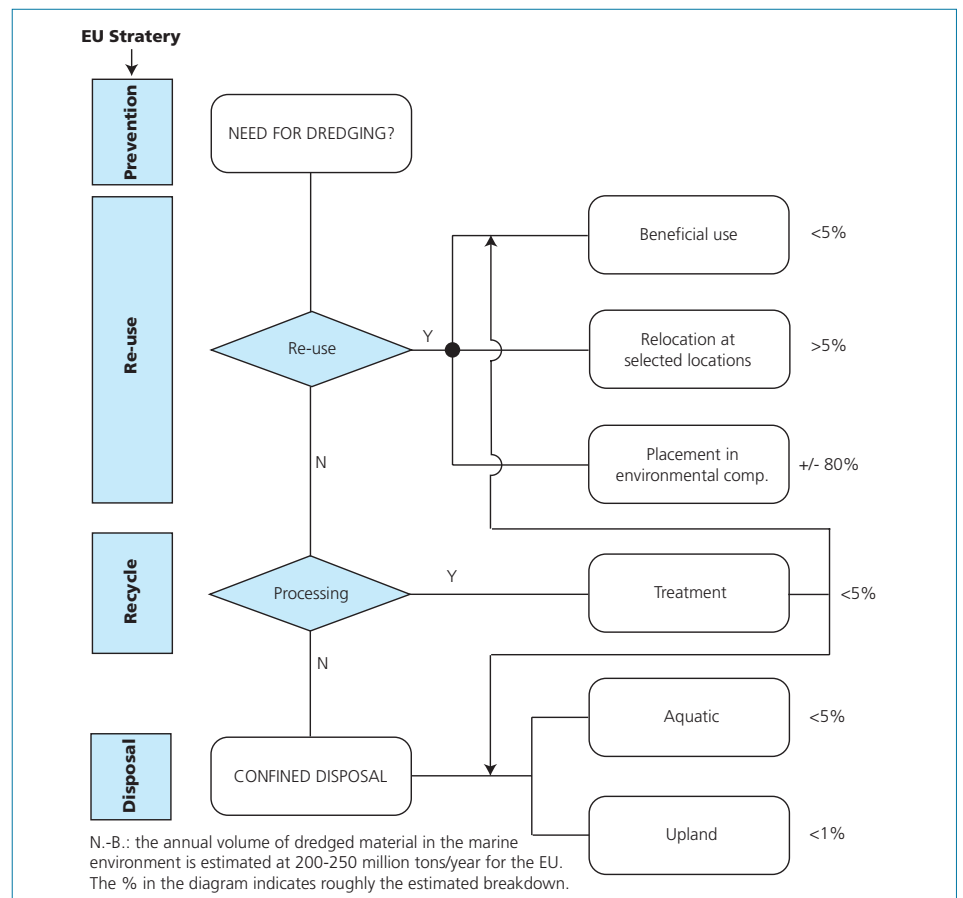 EU Stratery
Prevention
NEED FOR DREDGING?
Re-use
Beneficial use
<5%
Re-use
Y
Relocation at
selected locations
>5%
N
Placement in
environmental comp.
+/- 80%
Recycle
Processing
Y
Treatment
<5%
N
Aquatic
<5%
Disposal
CONFINED DISPOSAL
Upland
<1%
N.-B.: the annual volume of dredged material in the marine
environment is estimated at 200-250 million tons/year for the EU.
The % in the diagram indicates roughly the estimated breakdown.